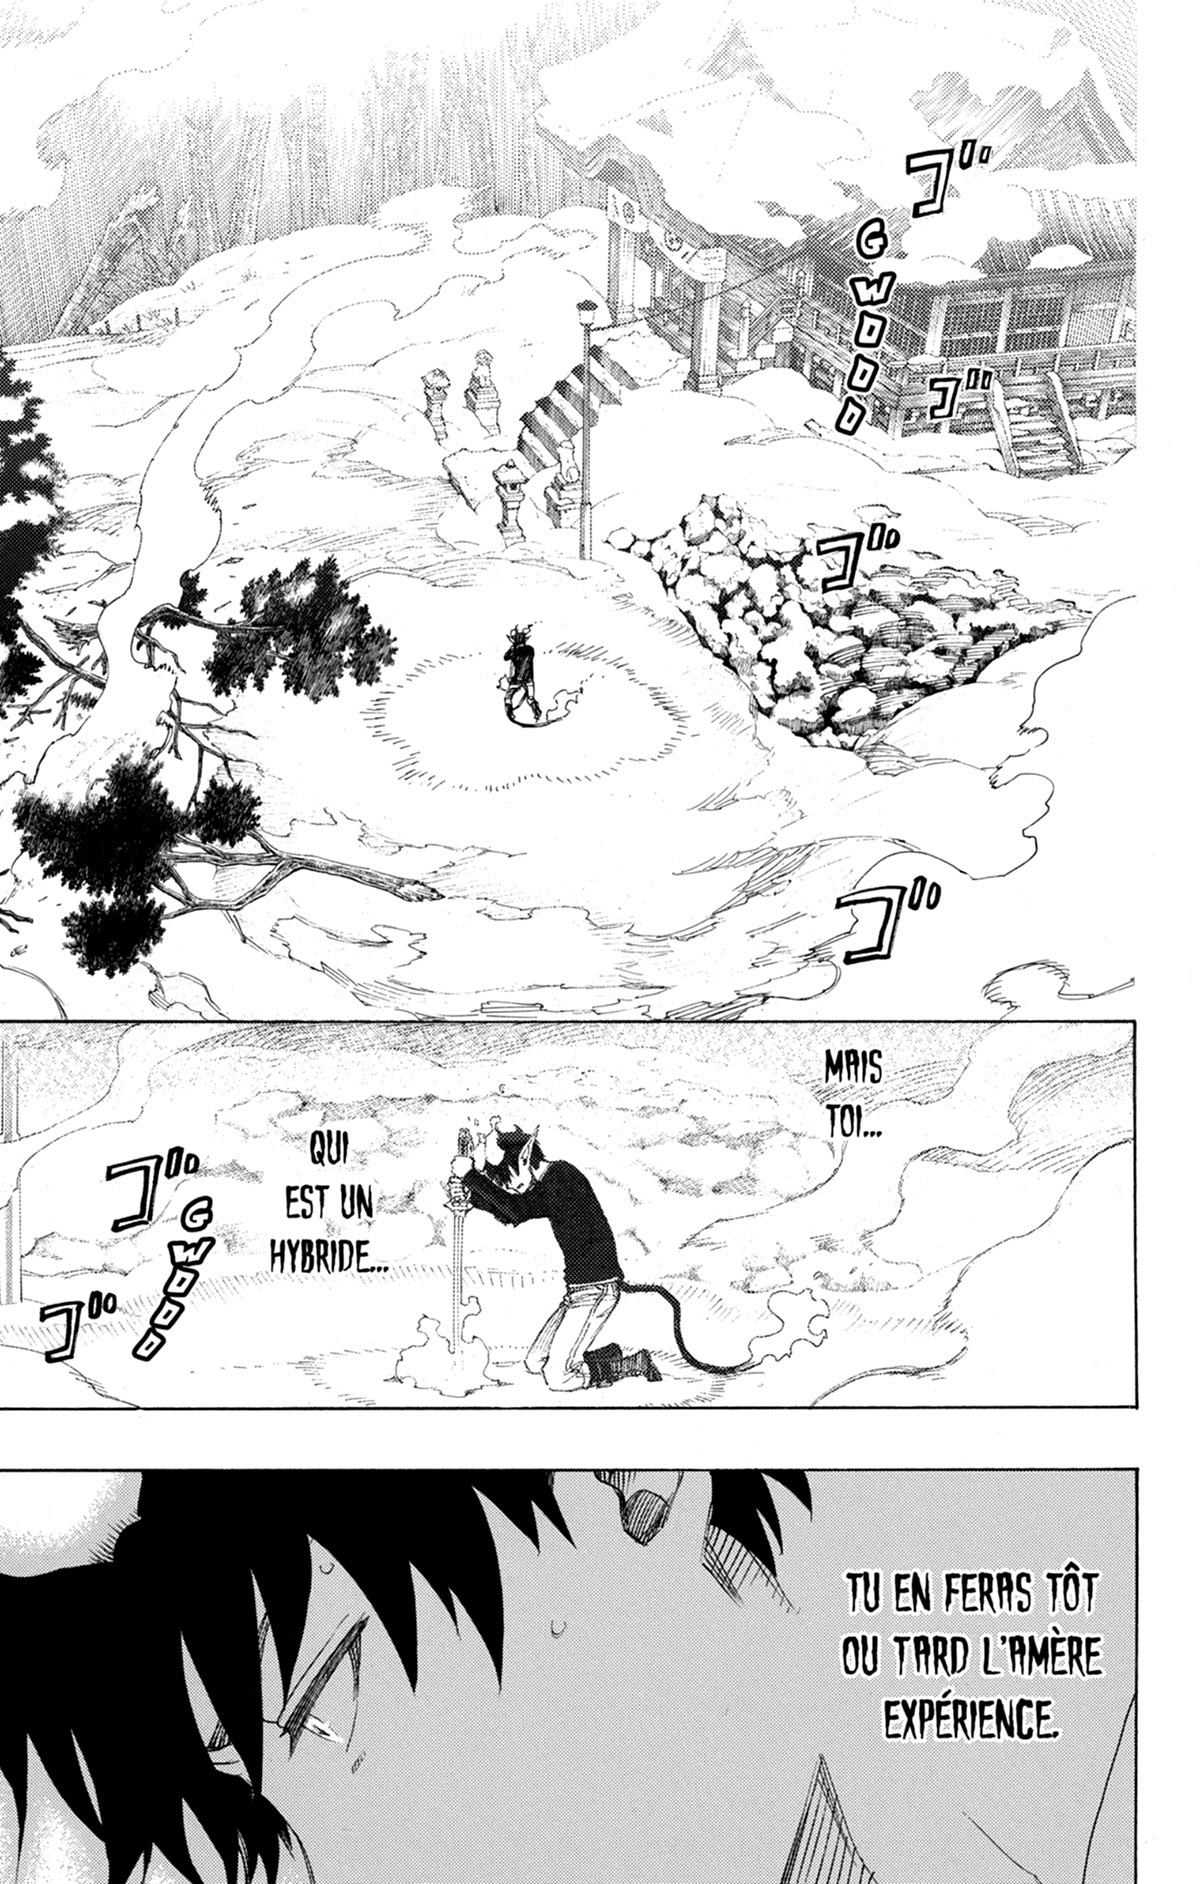 ゴ
GWOOO
ゴ
ゴ
ゴ
MAIS
TOI...
QUI
EST UN
HYBRIDE...
ゴ
GWOOO
ゴ
TU EN FERAS TÔT
OU TARD L'AMÈRE
EXPÉRIENCE.